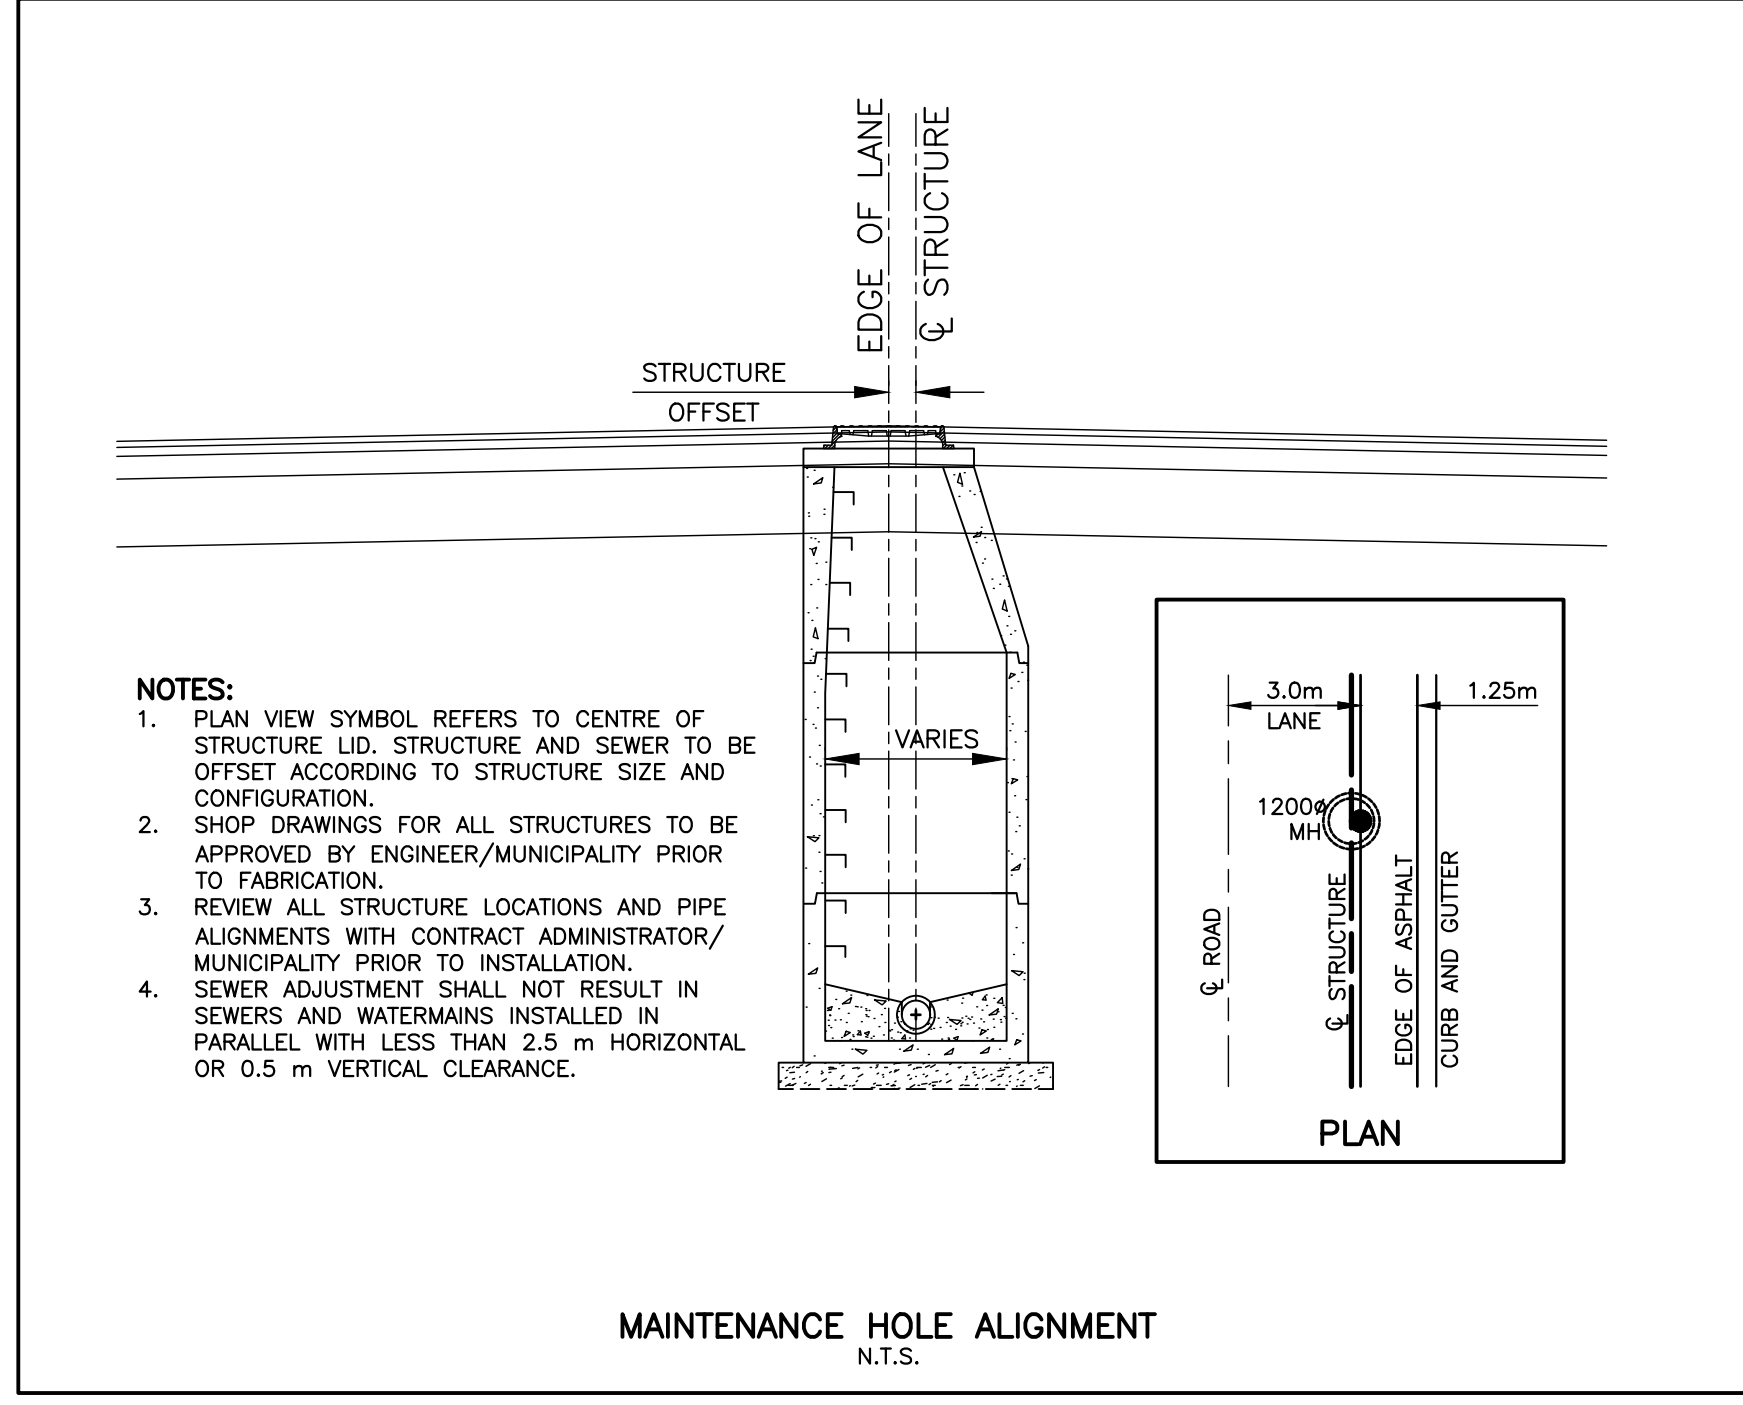 EDGE OF LANE
℄ STRUCTURE
STRUCTURE
OFFSET
NOTES:
1. PLAN VIEW SYMBOL REFERS TO CENTRE OF
STRUCTURE LID. STRUCTURE AND SEWER TO BE
OFFSET ACCORDING TO STRUCTURE SIZE AND
CONFIGURATION.
2. SHOP DRAWINGS FOR ALL STRUCTURES TO BE
APPROVED BY ENGINEER/MUNICIPALITY PRIOR
TO FABRICATION.
3. REVIEW ALL STRUCTURE LOCATIONS AND PIPE
ALIGNMENTS WITH CONTRACT ADMINISTRATOR/
MUNICIPALITY PRIOR TO INSTALLATION.
4. SEWER ADJUSTMENT SHALL NOT RESULT IN
SEWERS AND WATERMAINS INSTALLED IN
PARALLEL WITH LESS THAN 2.5 m HORIZONTAL
OR 0.5 m VERTICAL CLEARANCE.
VARIES
3.0m
LANE
1.25m
1200ø
MH
℄ ROAD
℄ STRUCTURE
EDGE OF ASPHALT
CURB AND GUTTER
PLAN
MAINTENANCE HOLE ALIGNMENT
N.T.S.